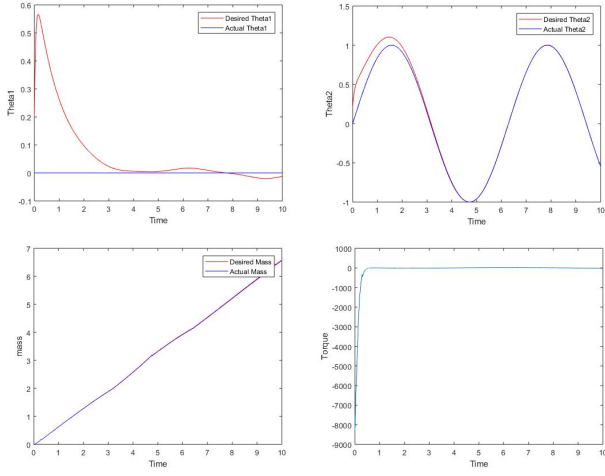 0.6
0.5
0.4
0.3
0.2
0.1
0
-0.1
Theta1
Desired Theta1
Actual Theta1
0 1 2 3 4 5 6 7 8 9 10
Time
1.5
1
0.5
0
-0.5
-1
Theta2
Desired Theta2
Actual Theta2
0 1 2 3 4 5 6 7 8 9 10
Time
7
6
5
4
3
2
1
0
mass
Desired Mass
Actual Mass
0 1 2 3 4 5 6 7 8 9 10
Time
1000
0
-1000
-2000
-3000
-4000
-5000
-6000
-7000
-8000
-9000
Torque
0 1 2 3 4 5 6 7 8 9 10
Time